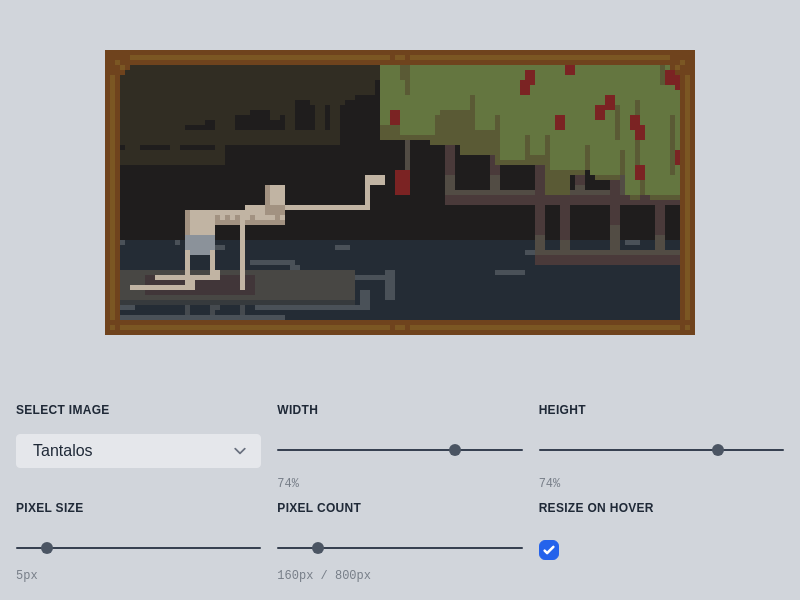 SELECT IMAGE
WIDTH
HEIGHT
Tantalos
74%
74%
PIXEL SIZE
PIXEL COUNT
RESIZE ON HOVER
5px
160px / 800px